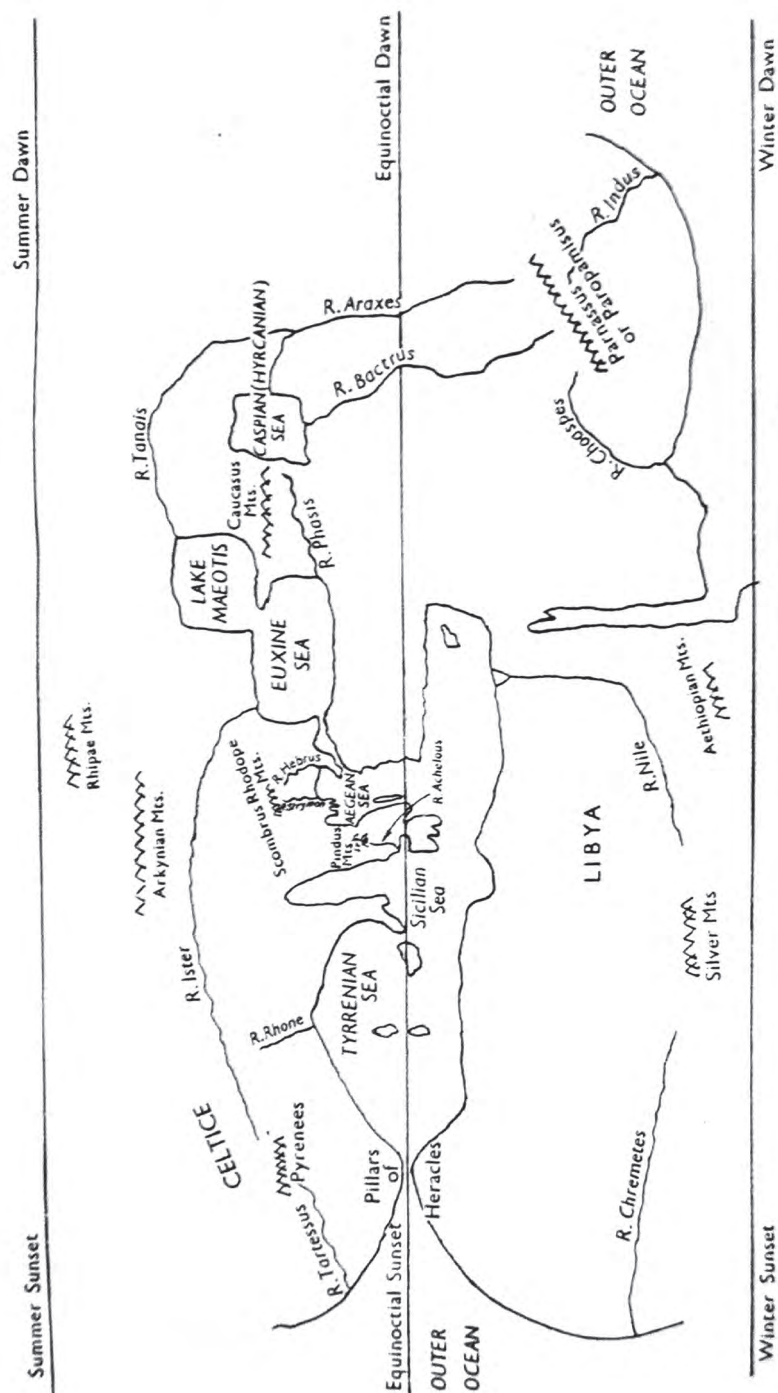 Summer Sunset
Summer Dawn
Rhipae Mts.
Arkynian Mts.
R. Ister
R. Tanais
CELTICE
LAKE
MAEOTIS
Caucasus
Mts.
CASPIAN (HYRCANIAN)
SEA
Scombrus
Rhodope
Mts.
R. Hebrus
EUXINE
SEA
R. Phasis
R. Rhone
Pyrenees
R. Tartessus
Pindus
Mts.
AEGEAN
SEA
R. Araxes
R. Bactrus
TYRRENIAN
SEA
Pillars
of
Heracles
Equinoctial Sunset
Equinoctial Dawn
Sicilian
Sea
R. Achelous
OUTER
OCEAN
Parnassus
or Paropamisus
R. Indus
R. Choaspes
OUTER
OCEAN
LIBYA
R. Nile
Aethiopian Mts.
Silver Mts
R. Chremetes
Winter Sunset
Winter Dawn